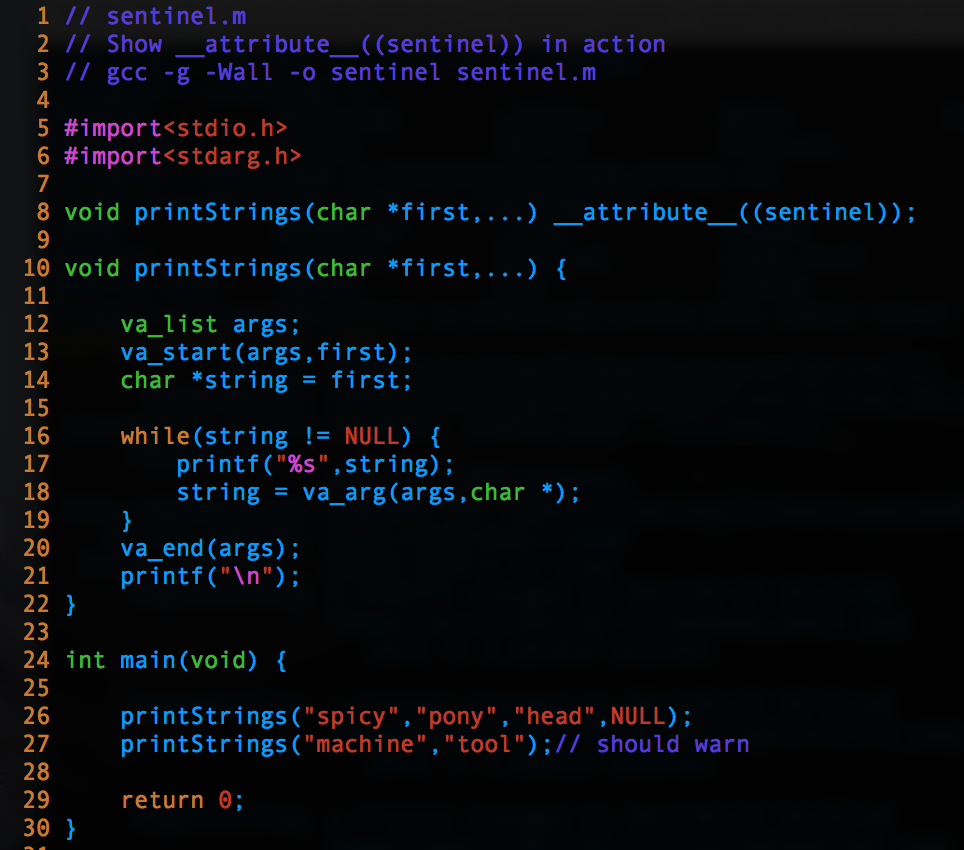 1 // sentinel.m
2 // Show __attribute__((sentinel)) in action
3 // gcc -g -Wall -o sentinel sentinel.m
4
5 #import<stdio.h>
6 #import<stdarg.h>
7
8 void printStrings(char *first,...) __attribute__((sentinel));
9
10 void printStrings(char *first,...) {
11
12     va_list args;
13     va_start(args,first);
14     char *string = first;
15
16     while(string != NULL) {
17         printf("%s",string);
18         string = va_arg(args,char *);
19     }
20     va_end(args);
21     printf("\n");
22 }
23
24 int main(void) {
25
26     printStrings("spicy","pony","head",NULL);
27     printStrings("machine","tool");// should warn
28
29     return 0;
30 }